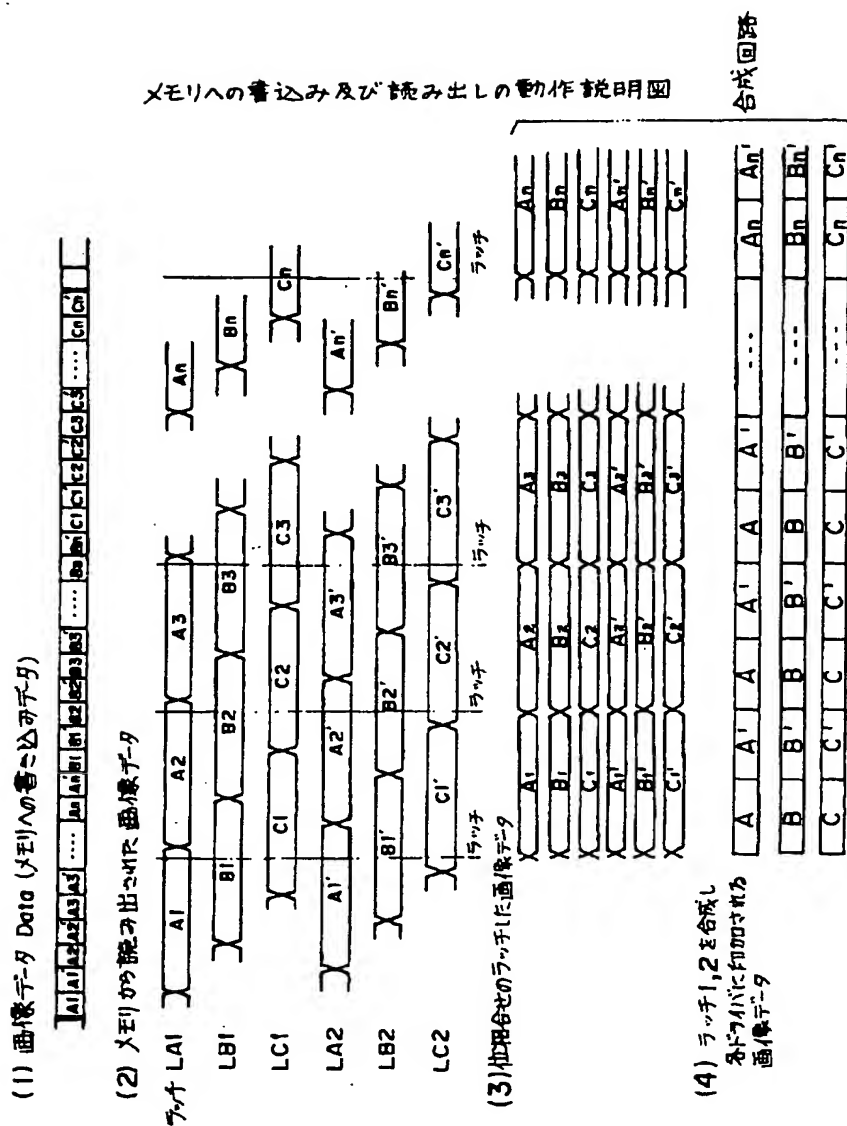 メモリへの書込み及び読み出しの動作説明図
(1) 画像データ Data (メモリへの書き込みデータ)
A1 A1' A2 A2' A3 A3' ···· An An' B1 B1' B2 B2' B3 B3' ···· Bn Bn' C1 C1' C2 C2' C3 C3' ···· Cn Cn'
(2) メモリから読み出された画像データ
ラッチ LA1 A1 A2 A3 An
LB1 B1 B2 B3 Bn
LC1 C1 C2 C3 Cn
LA2 A1' A2' A3' An'
LB2 B1' B2' B3' Bn'
LC2 C1' C2' C3' Cn'
ラッチ ラッチ ラッチ ラッチ
(3) 位相合せのラッチした画像データ
A1 A2 A3 An
B1 B2 B3 Bn
C1 C2 C3 Cn
A1' A2' A3' An'
B1' B2' B3' Bn'
C1' C2' C3' Cn'
合成回路
(4) ラッチ1,2を合成し
各ドライバに印加される
画像データ
A A' A A' A A' --- An An'
B B' B B' B B' --- Bn Bn'
C C' C C' C C' --- Cn Cn'